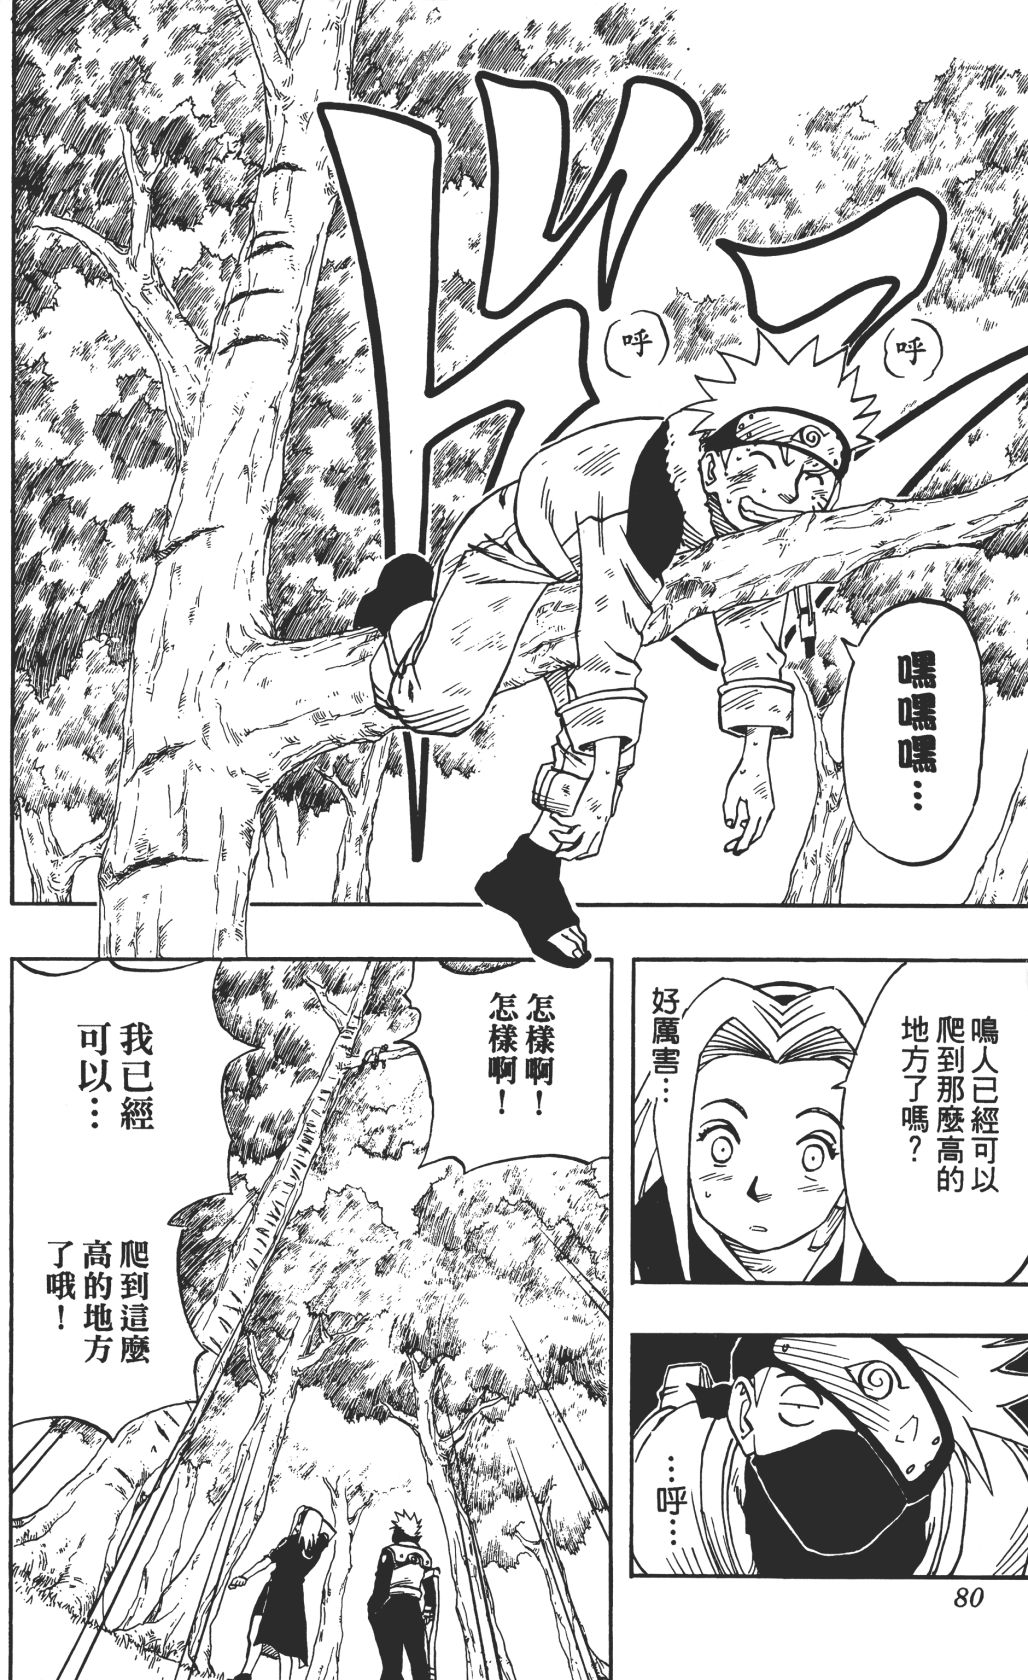 ドーン
呼
呼
嘿嘿嘿…
鳴人已經可以
爬到那麼高的
地方了嗎？
好厲害…
…呼…
怎樣啊！
怎樣啊！
我已經
可以…
爬到這麼
高的地方
了哦！
80